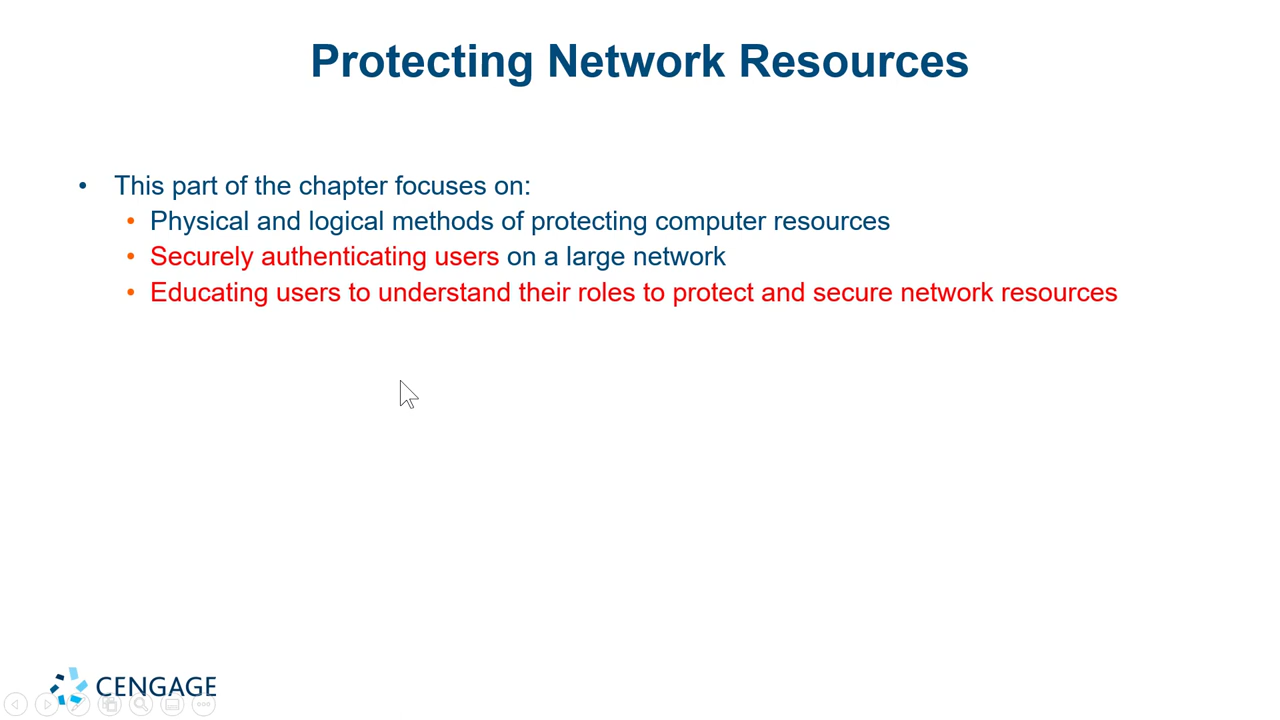 Protecting Network Resources
• This part of the chapter focuses on:
• Physical and logical methods of protecting computer resources
• Securely authenticating users on a large network
• Educating users to understand their roles to protect and secure network resources
CENGAGE